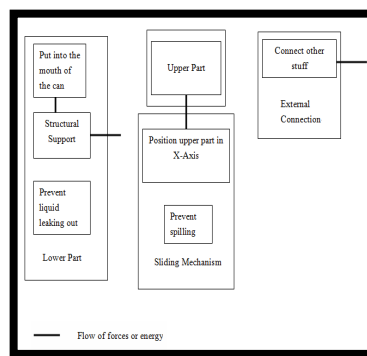 Put into the
mouth of
the can
Structural
Support
Prevent
liquid
leaking out
Lower Part
Upper Part
Position upper part in
X-Axis
Prevent
spilling
Sliding Mechanism
Connect other
stuff
External
Connection
Flow of forces or energy